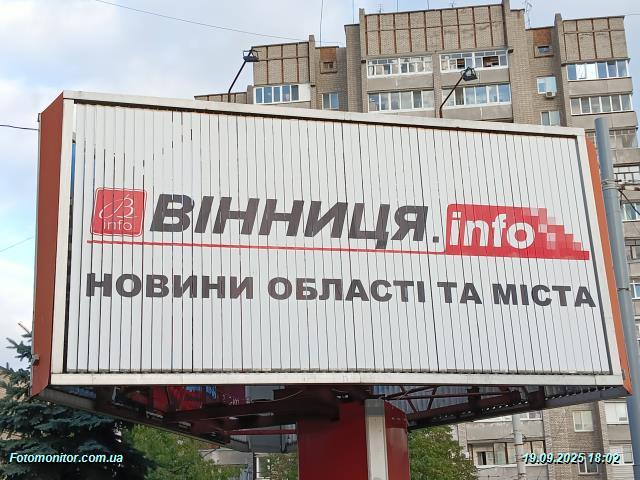 В
info
ВІННИЦЯ.info
НОВИНИ ОБЛАСТІ ТА МІСТА
Fotomonitor.com.ua
19.09.2025 18:02